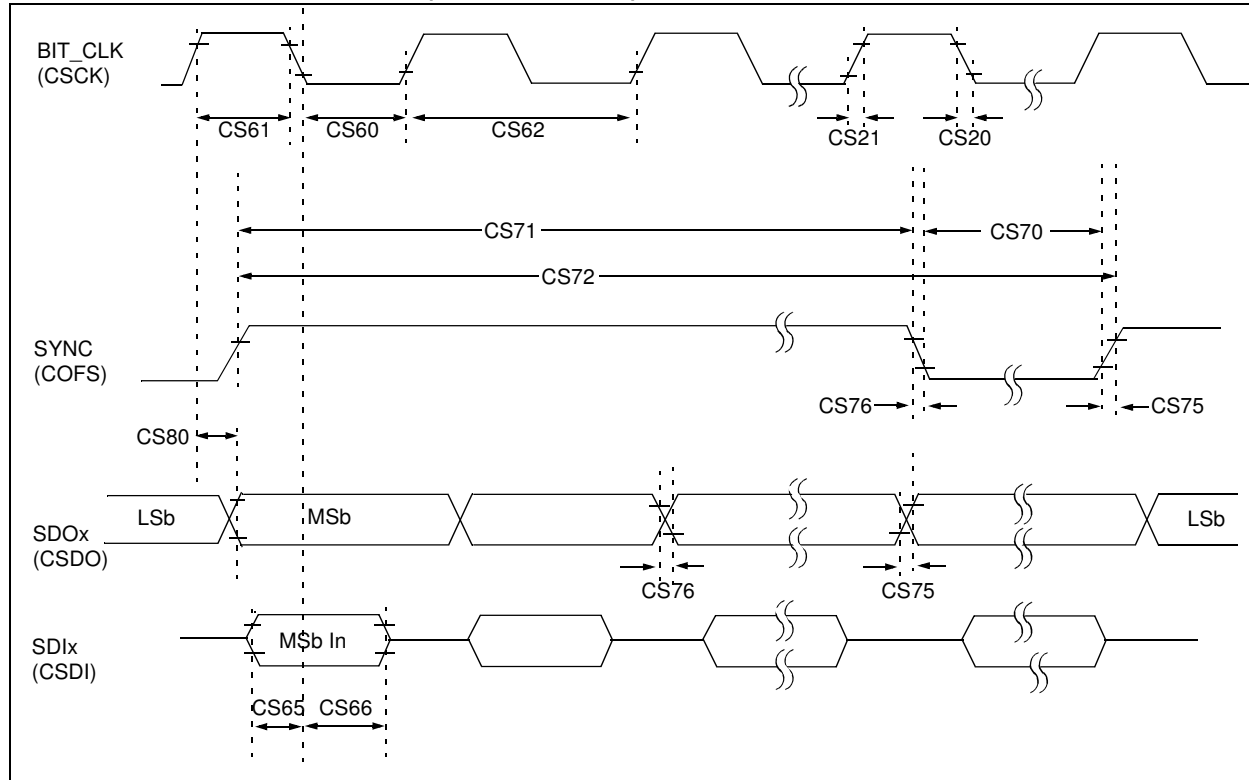 BIT_CLK
(CSCK)
CS61
CS60
CS62
CS21
CS20
CS71
CS70
CS72
SYNC
(COFS)
CS76
CS75
CS80
LSb
MSb
LSb
SDOx
(CSDO)
CS76
CS75
SDIx
(CSDI)
MSb In
CS65
CS66